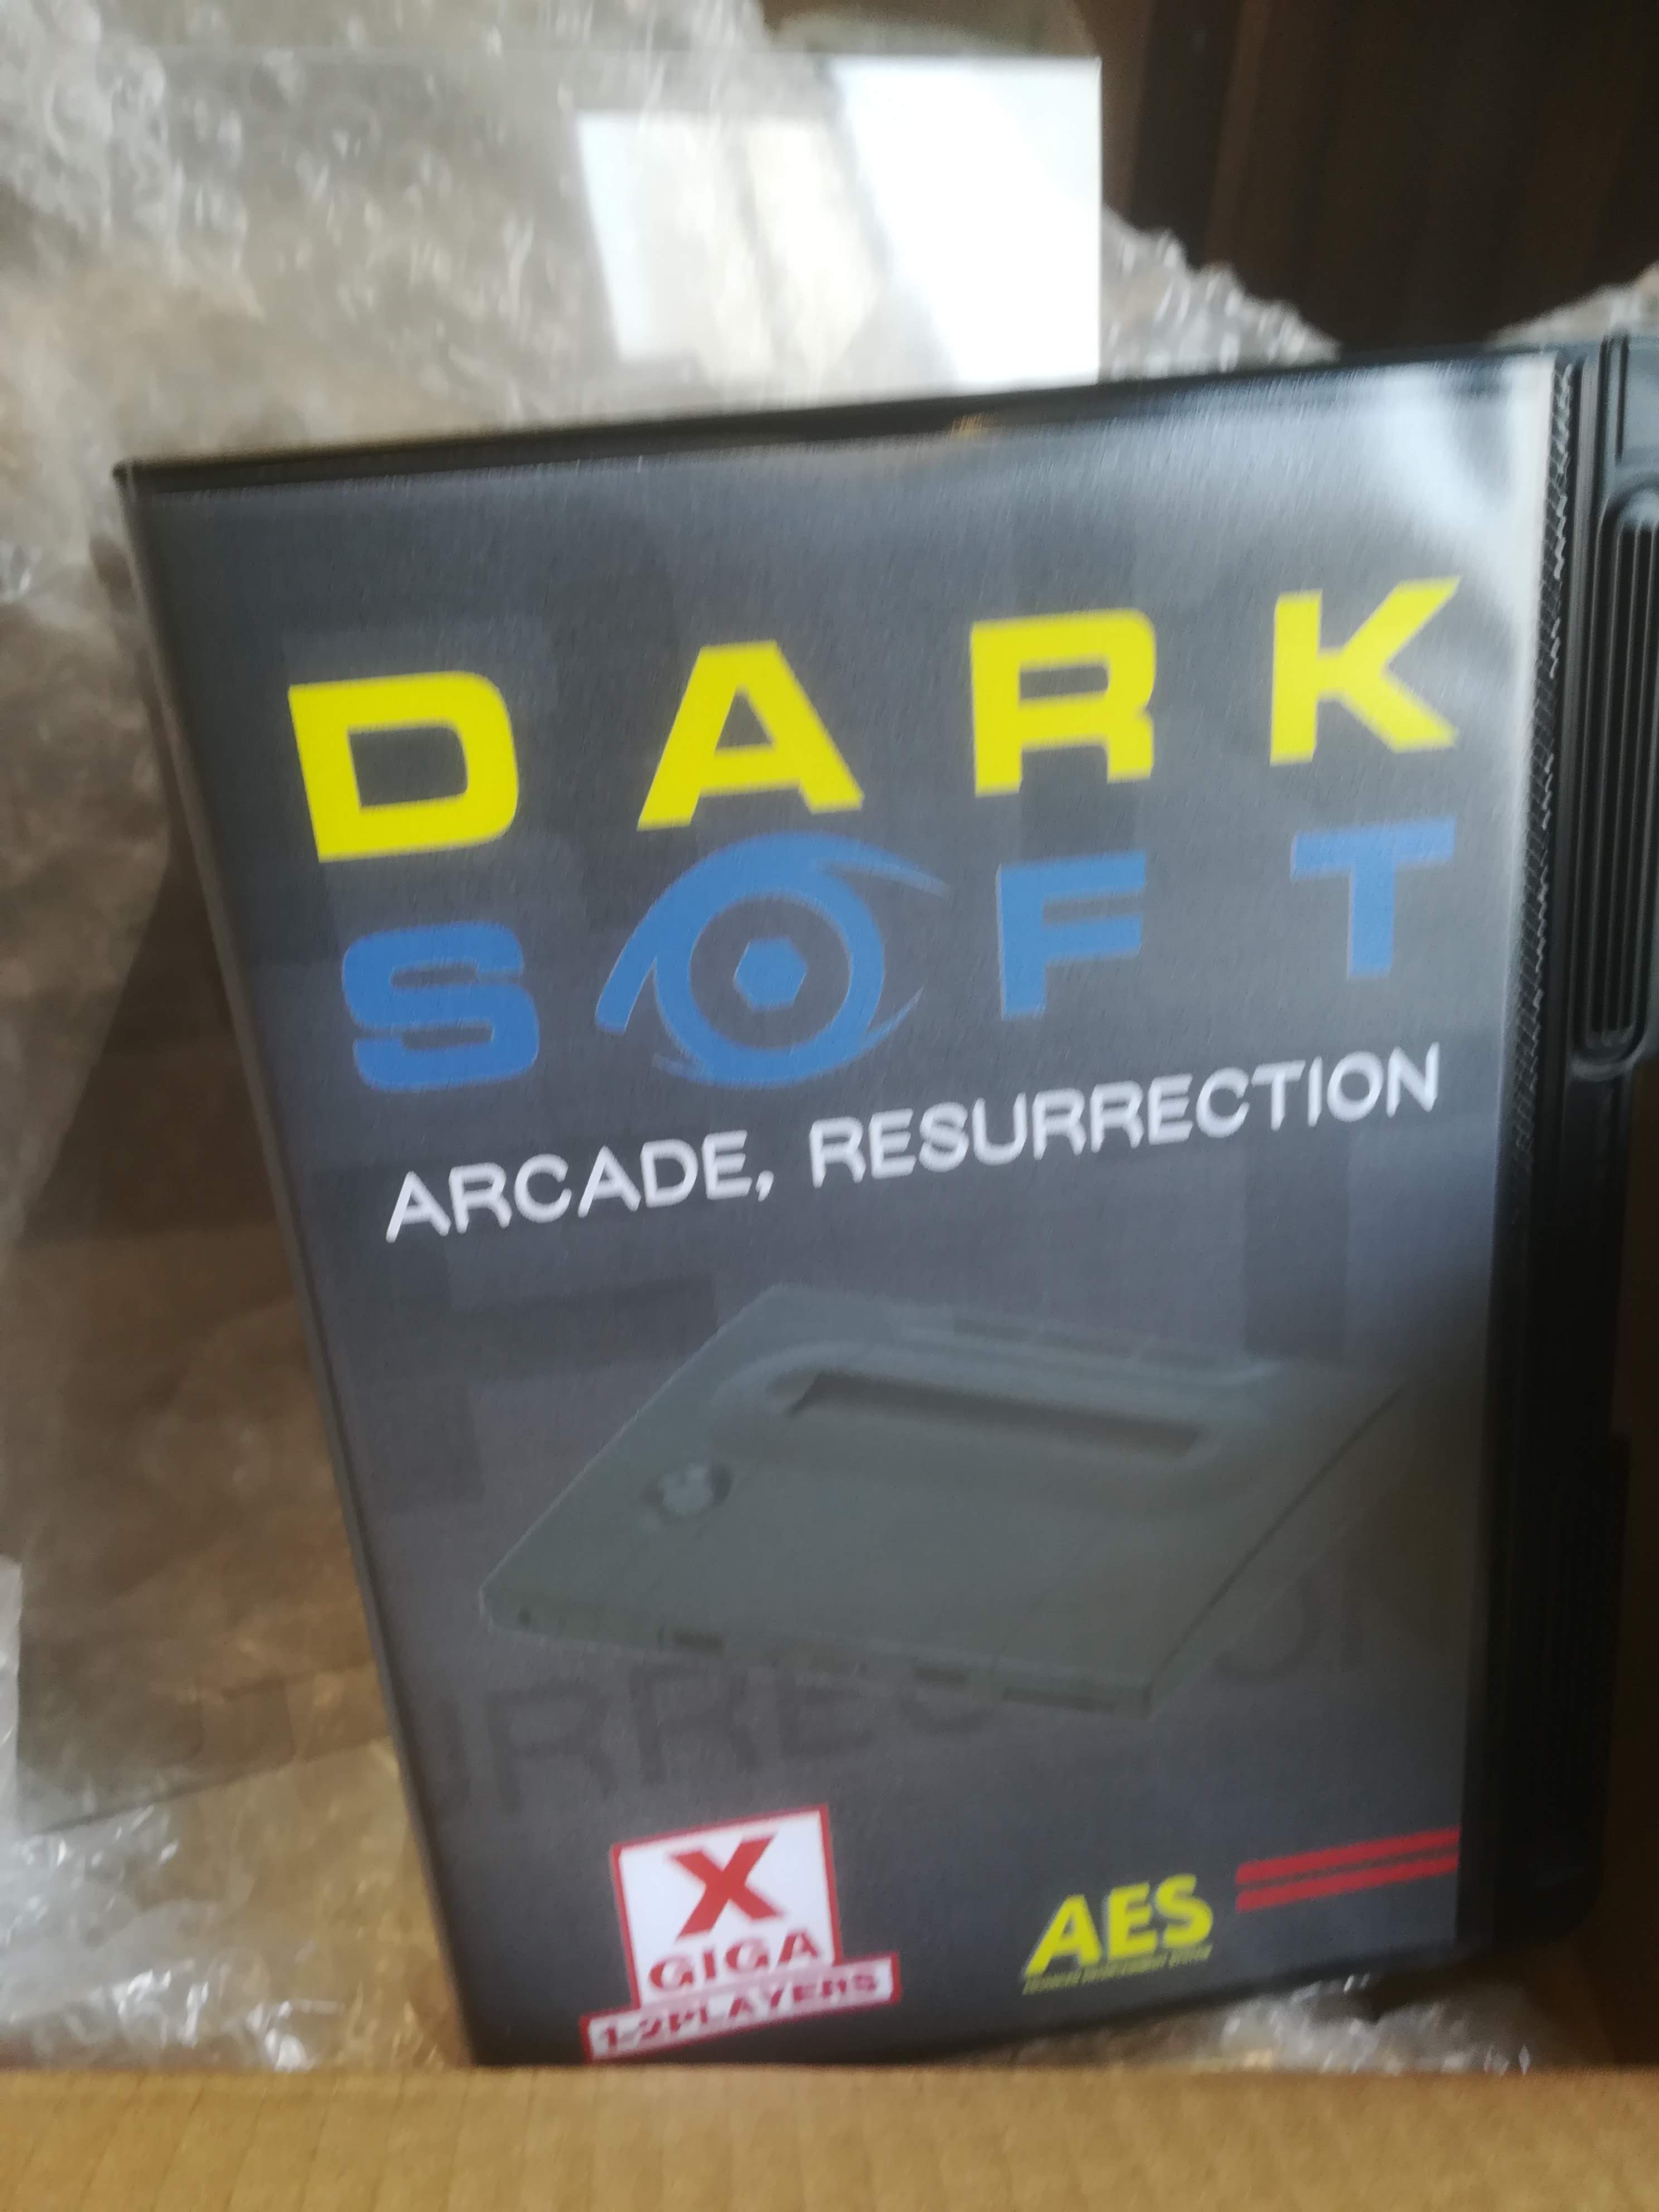 DARK
SOFT
ARCADE, RESURRECTION
X
GIGA
1-2PLAYERS
AES